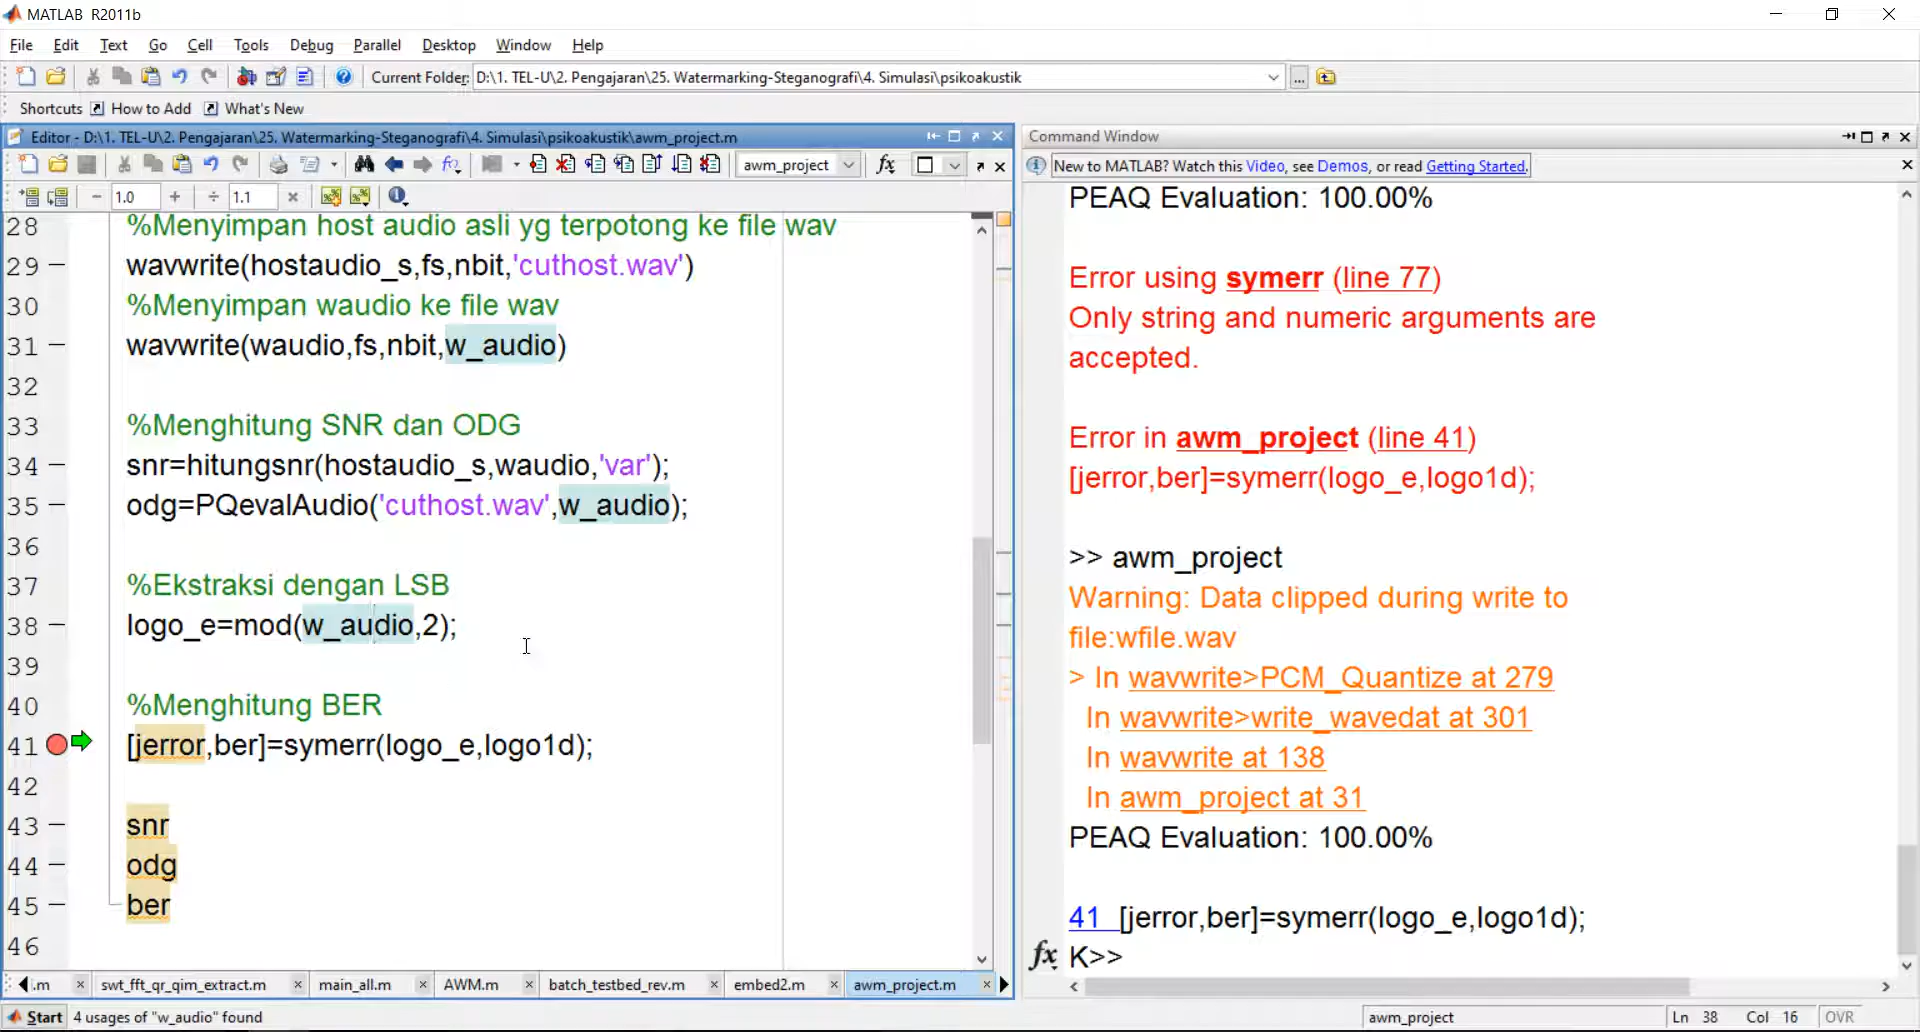 MATLAB R2011b
File Edit Text Go Cell Tools Debug Parallel Desktop Window Help
Current Folder: D:\1. TEL-U\2. Pengajaran\25. Watermarking-Steganografi\4. Simulasi\psikoakustik
Shortcuts How to Add What's New
Editor - D:\1. TEL-U\2. Pengajaran\25. Watermarking-Steganografi\4. Simulasi\psikoakustik\awm_project.m
awm_project fx
- 1.0 + ÷ 1.1 ×
28 %Menyimpan host audio asli yg terpotong ke file wav
29 – wavwrite(hostaudio_s,fs,nbit,'cuthost.wav')
30 %Menyimpan waudio ke file wav
31 – wavwrite(waudio,fs,nbit,w_audio)
32
33 %Menghitung SNR dan ODG
34 – snr=hitungsnr(hostaudio_s,waudio,'var');
35 – odg=PQevalAudio('cuthost.wav',w_audio);
36
37 %Ekstraksi dengan LSB
38 – logo_e=mod(w_audio,2);
39
40 %Menghitung BER
41 [jerror,ber]=symerr(logo_e,logo1d);
42
43 – snr
44 – odg
45 – ber
46
.m swt_fft_qr_qim_extract.m main_all.m AWM.m batch_testbed_rev.m embed2.m awm_project.m
Command Window
New to MATLAB? Watch this Video, see Demos, or read Getting Started.
PEAQ Evaluation: 100.00%
Error using symerr (line 77)
Only string and numeric arguments are
accepted.
Error in awm_project (line 41)
[jerror,ber]=symerr(logo_e,logo1d);
>> awm_project
Warning: Data clipped during write to
file:wfile.wav
> In wavwrite>PCM_Quantize at 279
In wavwrite>write_wavedat at 301
In wavwrite at 138
In awm_project at 31
PEAQ Evaluation: 100.00%
41 [jerror,ber]=symerr(logo_e,logo1d);
fx K>>
Start 4 usages of "w_audio" found
awm_project Ln 38 Col 16 OVR